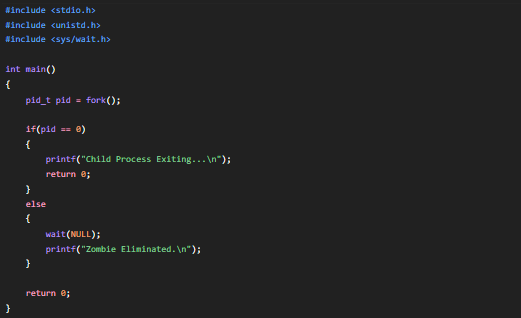 #include <stdio.h>
#include <unistd.h>
#include <sys/wait.h>
int main()
{
pid_t pid = fork();
if(pid == 0)
{
printf("Child Process Exiting...\n");
return 0;
}
else
{
wait(NULL);
printf("Zombie Eliminated.\n");
}
return 0;
}